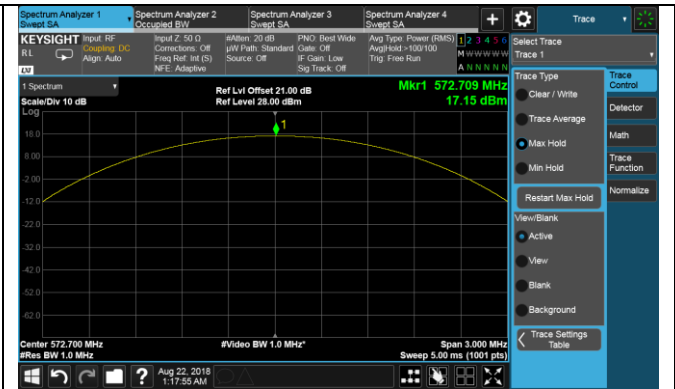 Spectrum Analyzer 1
Swept SA
Spectrum Analyzer 2
Occupied BW
Spectrum Analyzer 3
Swept SA
Spectrum Analyzer 4
Swept SA
+
Trace
KEYSIGHT
RL
LXI
Input: RF
Coupling: DC
Align: Auto
Input Z: 50 Ω
Corrections: Off
Freq Ref: Int (S)
NFE: Adaptive
#Atten: 20 dB
µW Path: Standard
Source: Off
PNO: Best Wide
Gate: Off
IF Gain: Low
Sig Track: Off
Avg Type: Power (RMS)
Avg|Hold:>100/100
Trig: Free Run
1 2 3 4 5 6
M W W W W W
A N N N N N
Select Trace
Trace 1
1 Spectrum
Scale/Div 10 dB
Log
Ref Lvl Offset 21.00 dB
Ref Level 28.00 dBm
Mkr1 572.709 MHz
17.15 dBm
1
18.0
8.00
-2.00
-12.0
-22.0
-32.0
-42.0
-52.0
-62.0
Center 572.700 MHz
#Res BW 1.0 MHz
#Video BW 1.0 MHz*
Span 3.000 MHz
Sweep 5.00 ms (1001 pts)
Trace Type
Clear / Write
Trace Average
Max Hold
Min Hold
Restart Max Hold
View/Blank
Active
View
Blank
Background
Trace Settings
Table
Trace
Control
Detector
Math
Trace
Function
Normalize
?
Aug 22, 2018
1:17:55 AM